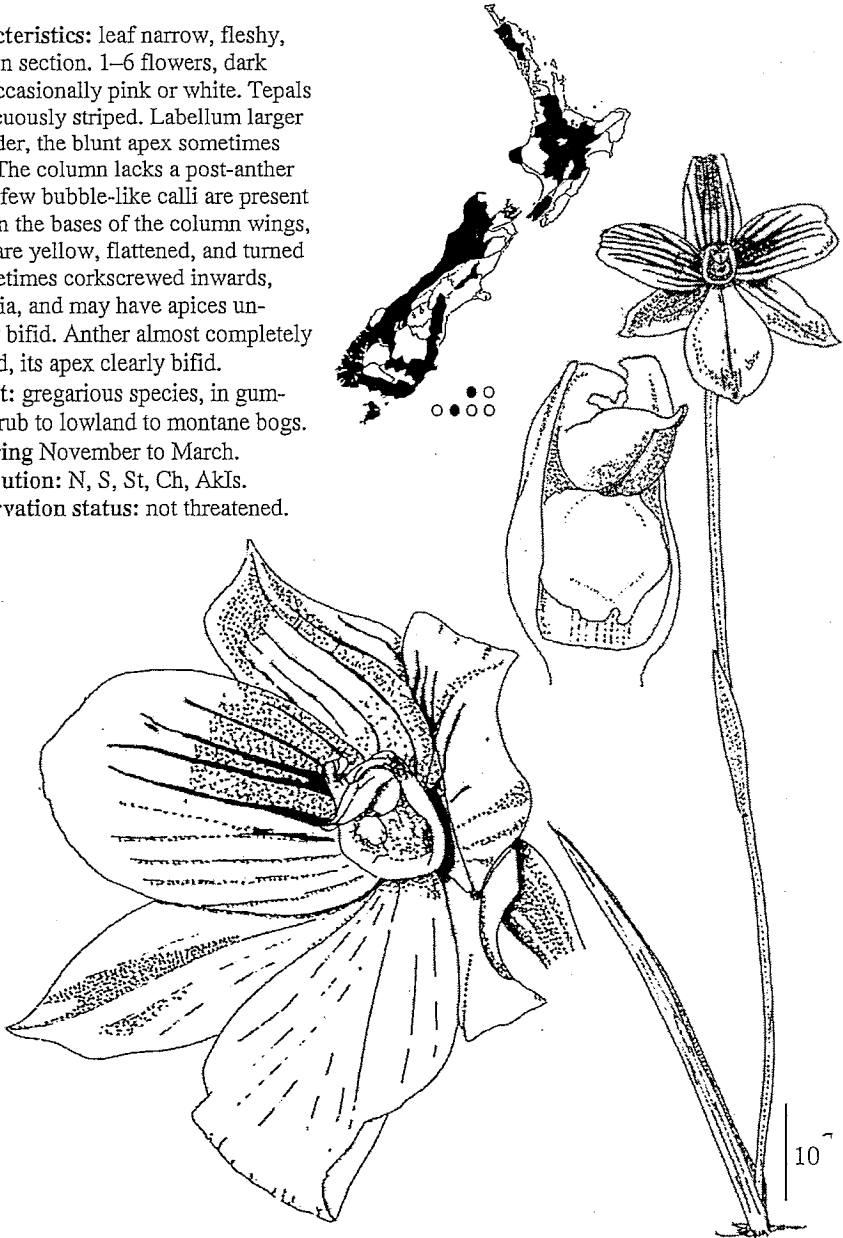 cteristics: leaf narrow, fleshy,
n section. 1–6 flowers, dark
ccasionally pink or white. Tepals
cuously striped. Labellum larger
der, the blunt apex sometimes
The column lacks a post-anther
few bubble-like calli are present
n the bases of the column wings,
are yellow, flattened, and turned
etimes corkscrewed inwards,
ia, and may have apices un-
bifid. Anther almost completely
d, its apex clearly bifid.
t: gregarious species, in gum-
rub to lowland to montane bogs.
ring November to March.
ution: N, S, St, Ch, AkIs.
rvation status: not threatened.
10